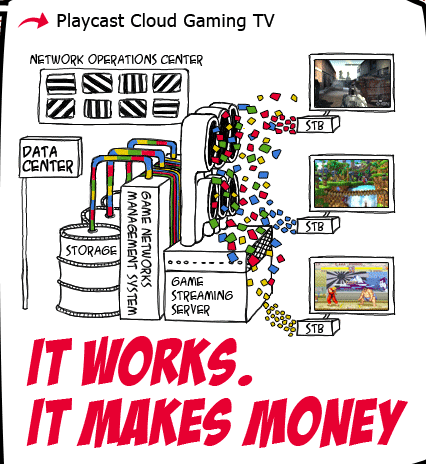 Playcast Cloud Gaming TV
NETWORK OPERATIONS CENTER
DATA
CENTER
STORAGE
GAME NETWORKS
MANAGEMENT SYSTEM
GAME
STREAMING
SERVER
STB
STB
STB
IT WORKS.
IT MAKES MONEY